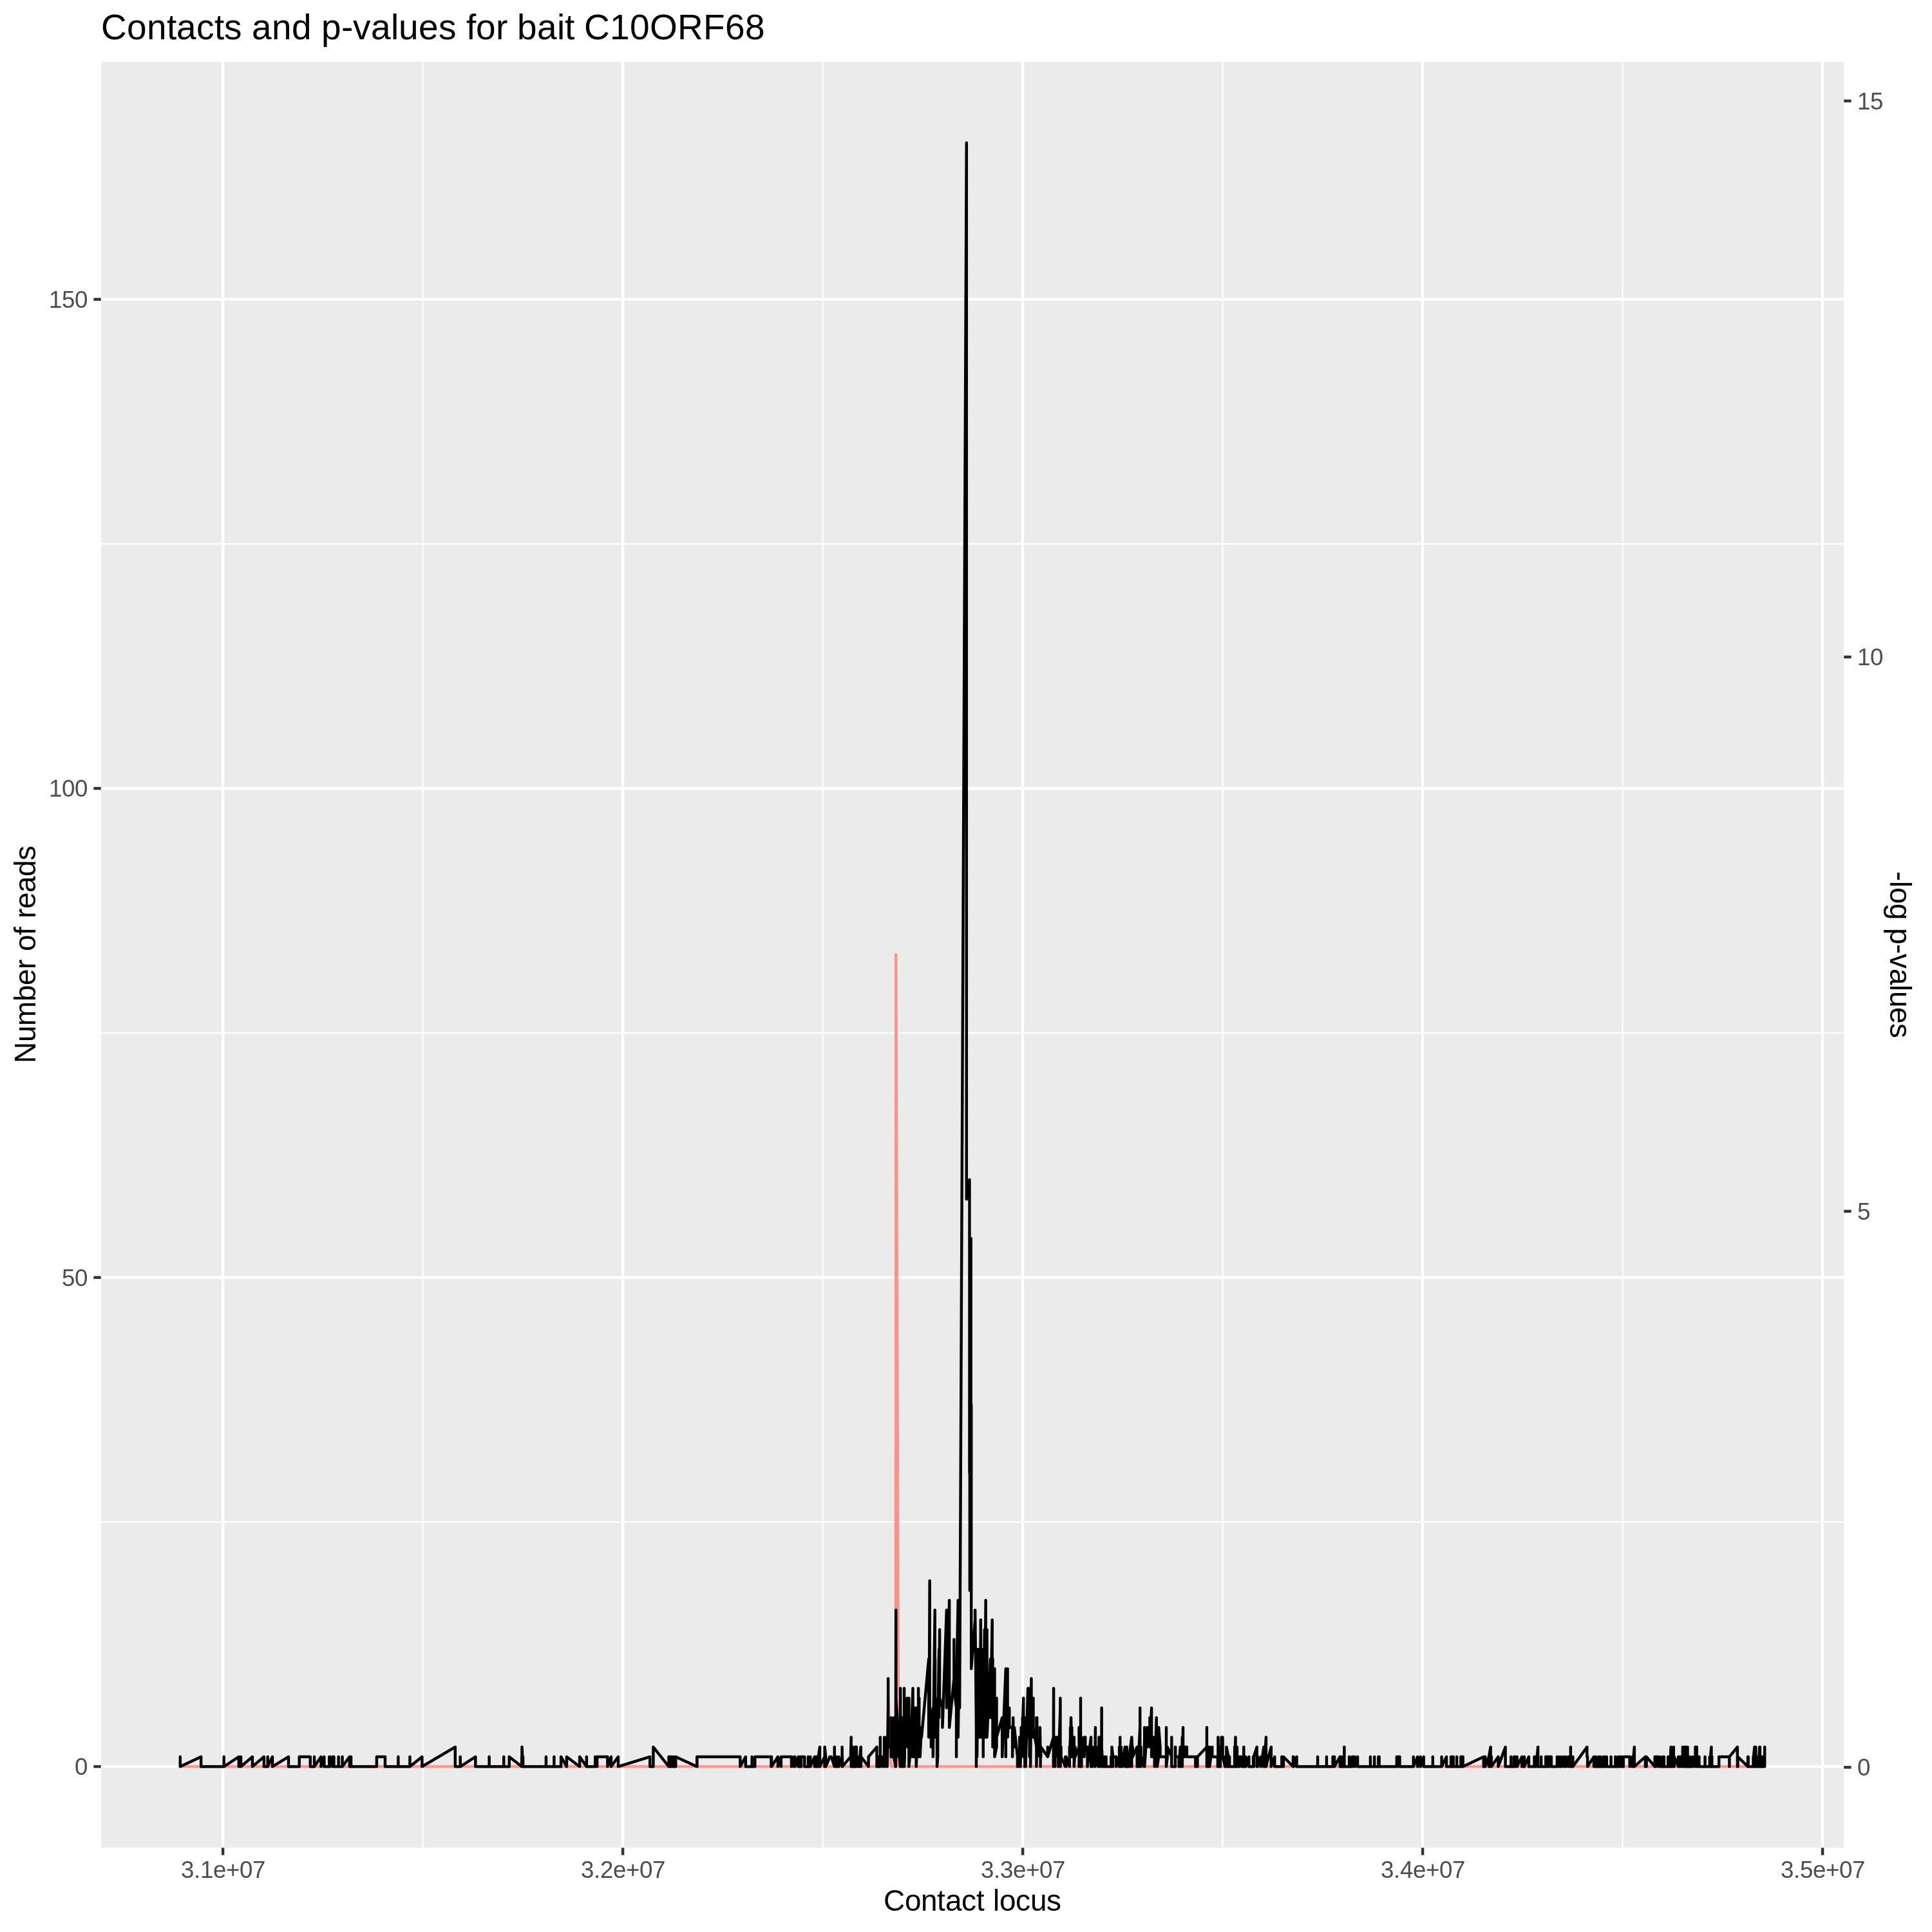 Contacts and p-values for bait C10ORF68
150
100
50
0
Number of reads
15
10
5
0
-log p-values
3.1e+07
3.2e+07
3.3e+07
3.4e+07
3.5e+07
Contact locus